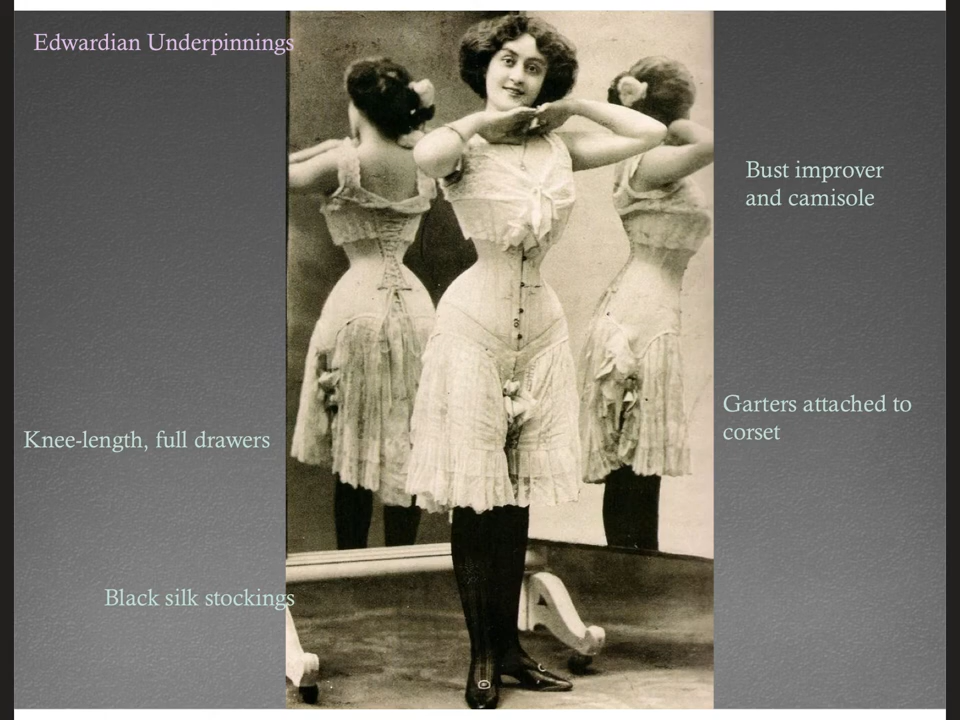 Edwardian Underpinnings
Bust improver
and camisole
Garters attached to
corset
Knee-length, full drawers
Black silk stockings